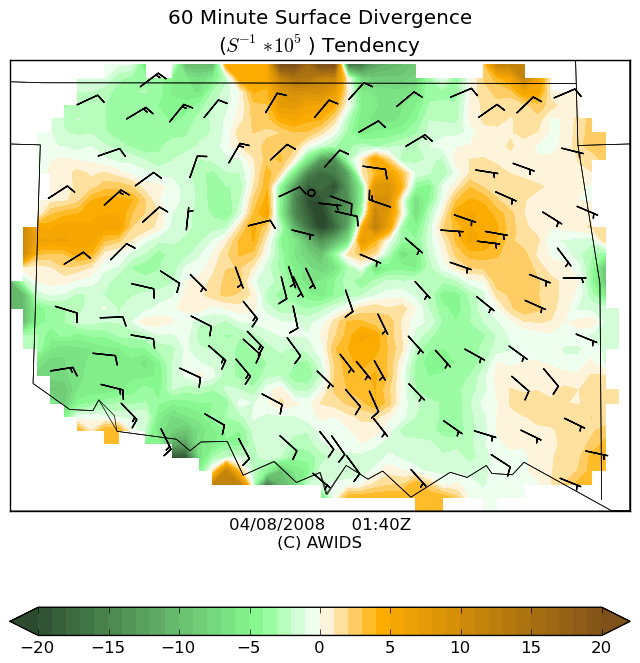 60 Minute Surface Divergence
($S^{-1} * 10^{5}$ ) Tendency
04/08/2008 01:40Z
(C) AWIDS
−20 −15 −10 −5 0 5 10 15 20